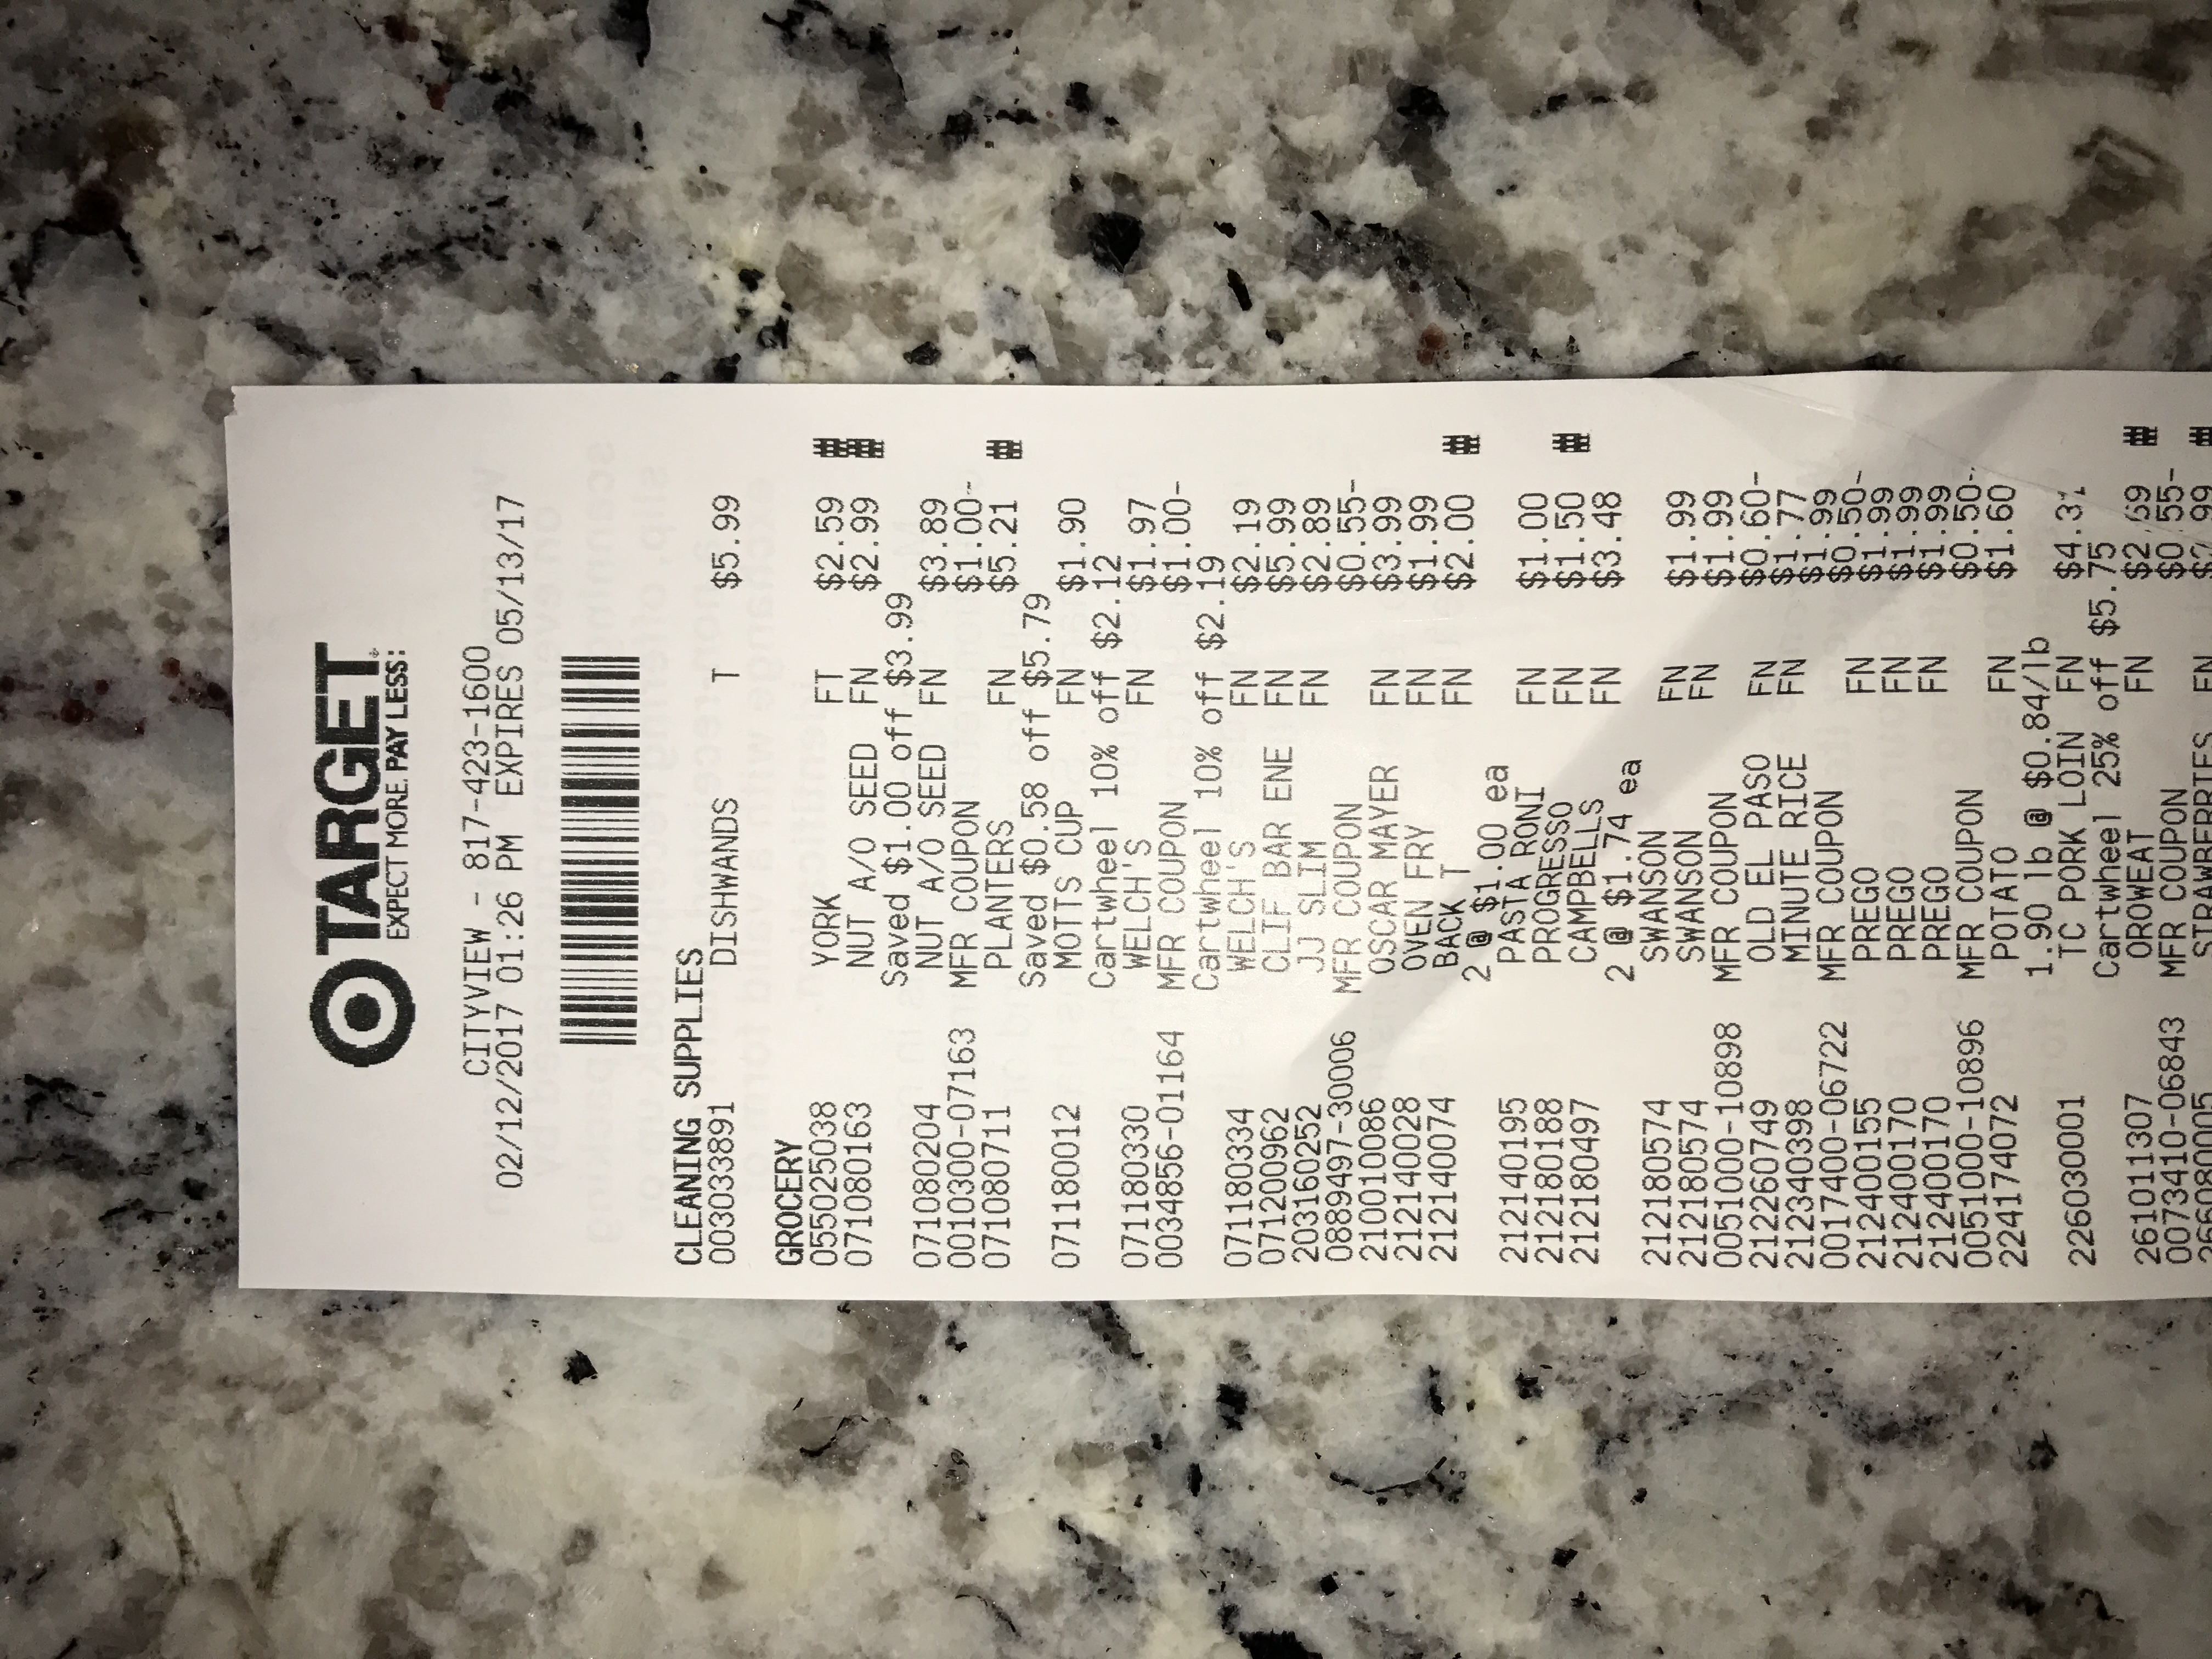 TARGET
EXPECT MORE. PAY LESS.
CITYVIEW - 817-423-1600
02/12/2017 01:26 PM EXPIRES 05/13/17
CLEANING SUPPLIES
003033891 DISHWANDS T $5.99
GROCERY
055025038 YORK FT $2.59
071080163 NUT A/O SEED FN $2.99
Saved $1.00 off $3.99
071080204 NUT A/O SEED FN $3.89
0010300-07163 MFR COUPON $1.00-
071080711 PLANTERS FN $5.21
Saved $0.58 off $5.79
071180012 MOTTS CUP FN $1.90
Cartwheel 10% off $2.12
071180330 WELCH'S FN $1.97
0034856-01164 MFR COUPON $1.00-
Cartwheel 10% off $2.19
071180334 WELCH'S FN $2.19
071200962 CLIF BAR ENE FN $5.99
203160252 JJ SLIM FN $2.89
0889497-30006 MFR COUPON $0.55-
210010086 OSCAR MAYER FN $3.99
212140028 OVEN FRY FN $1.99
212140074 BACK T FN $2.00
2 @ $1.00 ea
212140195 PASTA RONI FN $1.00
212180188 PROGRESSO FN $1.50
212180497 CAMPBELLS FN $3.48
2 @ $1.74 ea
212180574 SWANSON FN $1.99
212180574 SWANSON FN $1.99
0051000-10898 MFR COUPON $0.60-
212260749 OLD EL PASO FN $1.77
212340398 MINUTE RICE FN $1.99
0017400-06722 MFR COUPON $0.50-
212400155 PREGO FN $1.99
212400170 PREGO FN $1.99
212400170 PREGO FN $1.99
0051000-10896 MFR COUPON $0.50-
224174072 POTATO FN $1.60
1.90 lb @ $0.84/lb
226030001 TC PORK LOIN FN $4.31
Cartwheel 25% off $5.75
261011307 OROWEAT FN $2.69
0073410-06843 MFR COUPON $0.55-
266080005 STRAWBERRIES FN